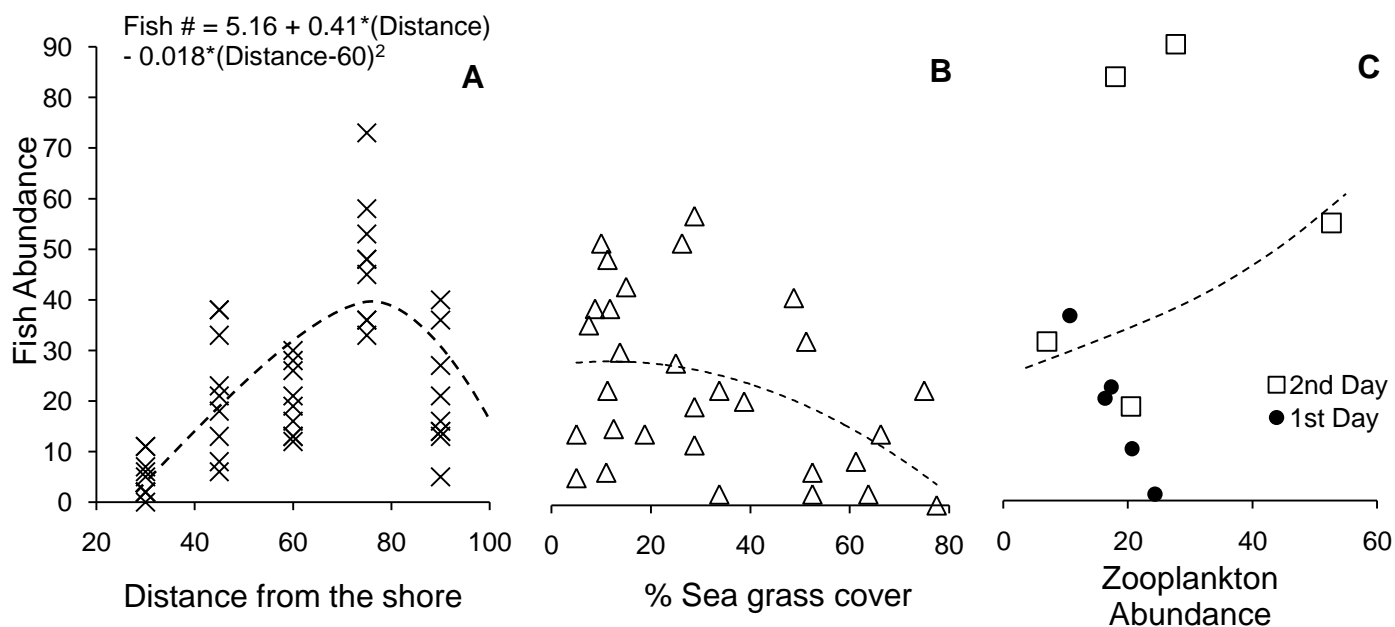 Fish # = 5.16 + 0.41*(Distance)
- 0.018*(Distance-60)²
A
B
C
Fish Abundance
90
80
70
60
50
40
30
20
10
0
20 40 60 80 100
Distance from the shore
0 20 40 60 80
% Sea grass cover
2nd Day
1st Day
0 20 40 60
Zooplankton
Abundance